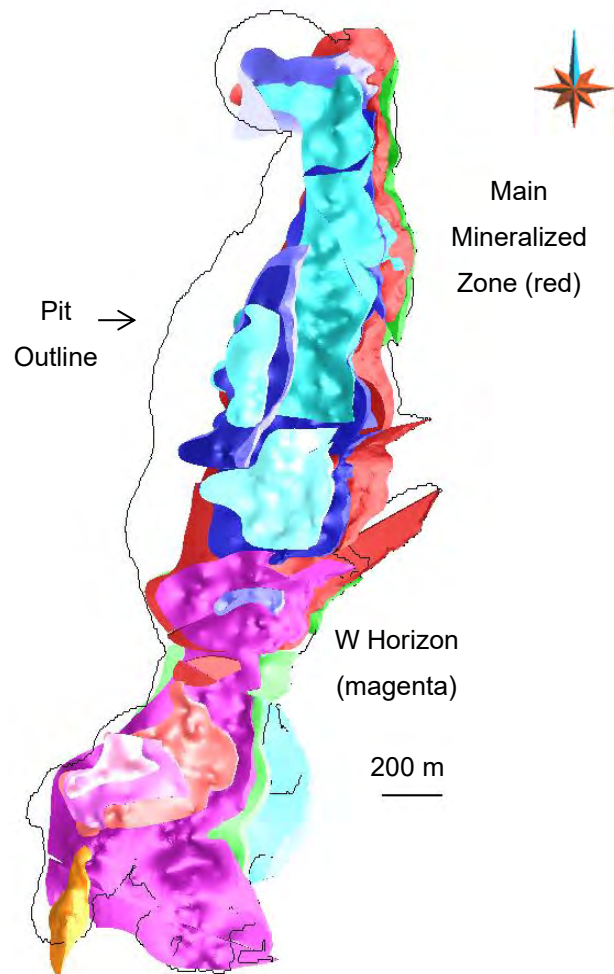 Main
Mineralized
Zone (red)
Pit
Outline
W Horizon
(magenta)
200 m